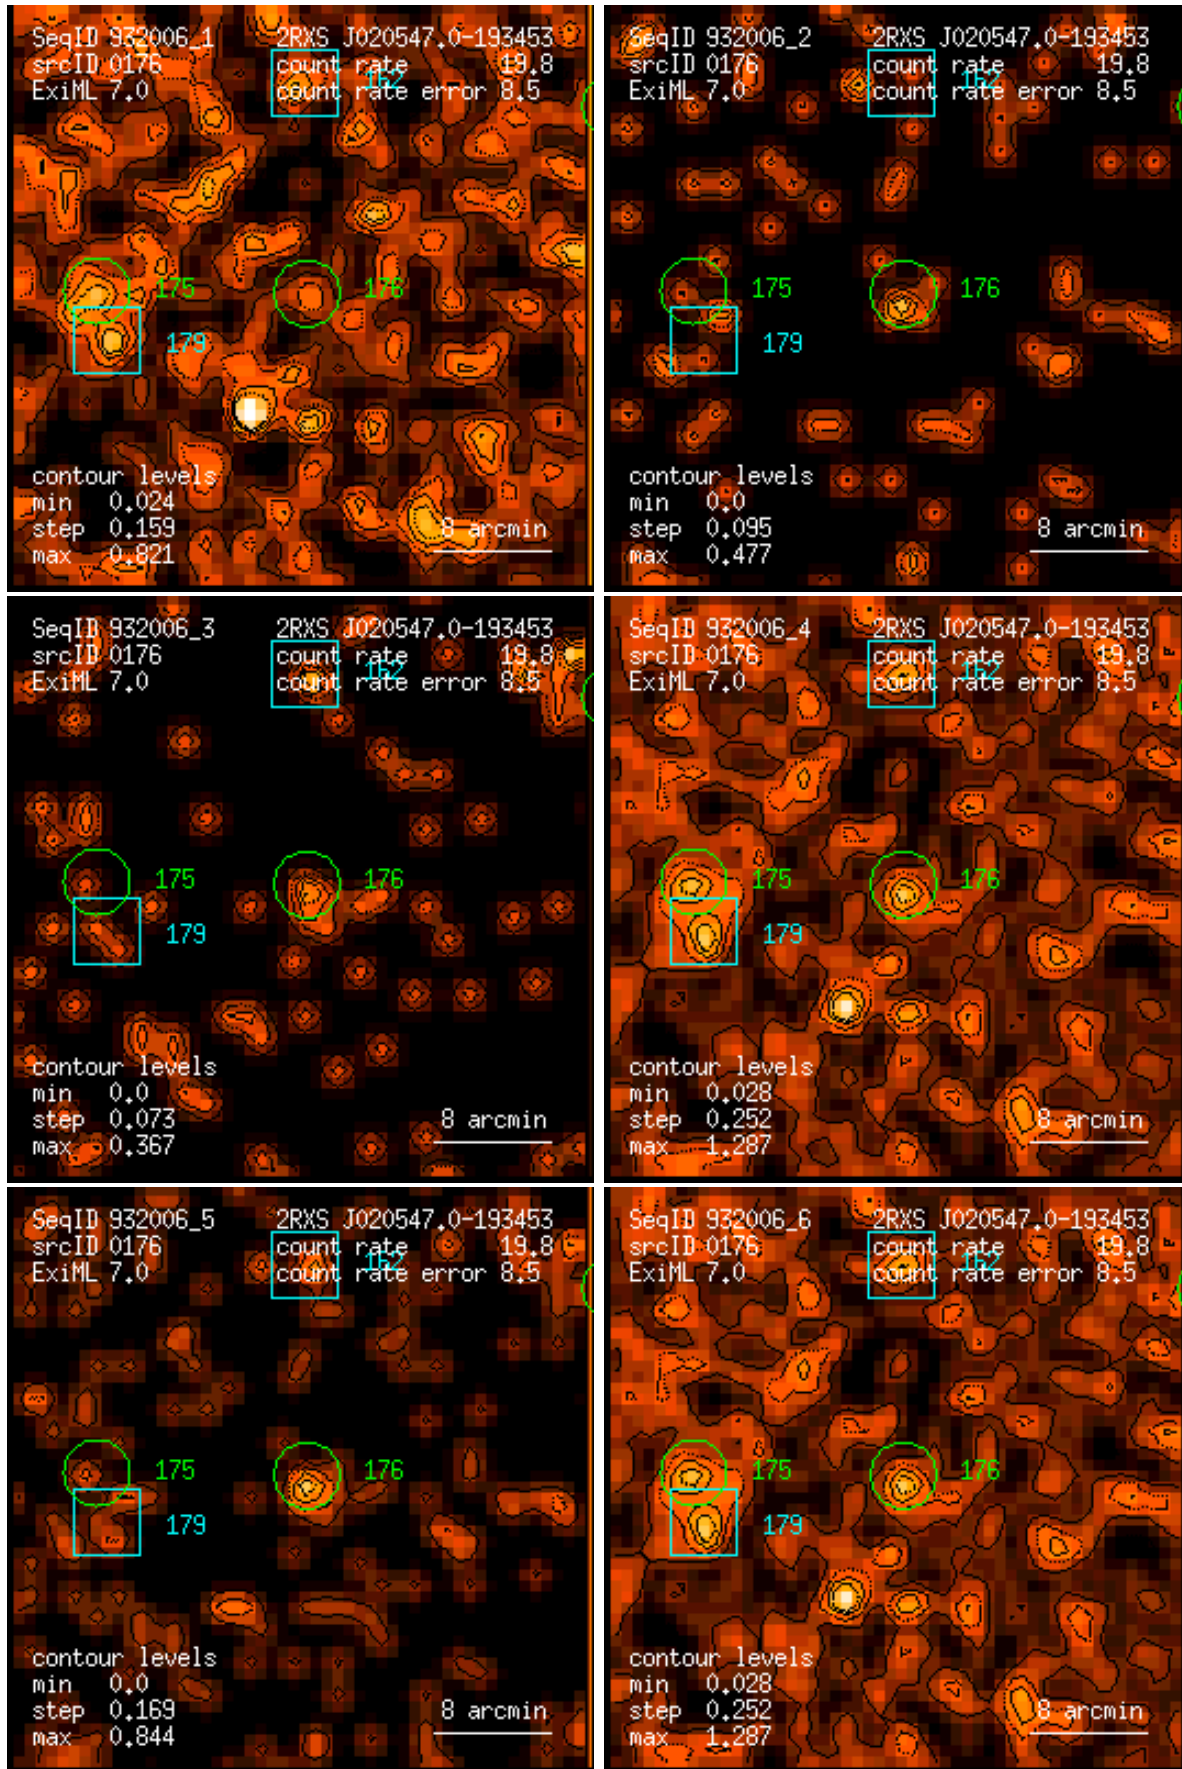 SeqID 932006_1 2RXS J020547.0-193453
srcID 0176 count rate 19.8
ExiML 7.0 count rate error 8.5
162
175 176
179
contour levels
min 0.024
step 0.159 8 arcmin
max 0.821
SeqID 932006_2 2RXS J020547.0-193453
srcID 0176 count rate 19.8
ExiML 7.0 count rate error 8.5
162
175 176
179
contour levels
min 0.0
step 0.095 8 arcmin
max 0.477
SeqID 932006_3 2RXS J020547.0-193453
srcID 0176 count rate 19.8
ExiML 7.0 count rate error 8.5
162
175 176
179
contour levels
min 0.0
step 0.073 8 arcmin
max 0.367
SeqID 932006_4 2RXS J020547.0-193453
srcID 0176 count rate 19.8
ExiML 7.0 count rate error 8.5
162
175 176
179
contour levels
min 0.028
step 0.252 8 arcmin
max 1.287
SeqID 932006_5 2RXS J020547.0-193453
srcID 0176 count rate 19.8
ExiML 7.0 count rate error 8.5
162
175 176
179
contour levels
min 0.0
step 0.169 8 arcmin
max 0.844
SeqID 932006_6 2RXS J020547.0-193453
srcID 0176 count rate 19.8
ExiML 7.0 count rate error 8.5
162
175 176
179
contour levels
min 0.028
step 0.252 8 arcmin
max 1.287